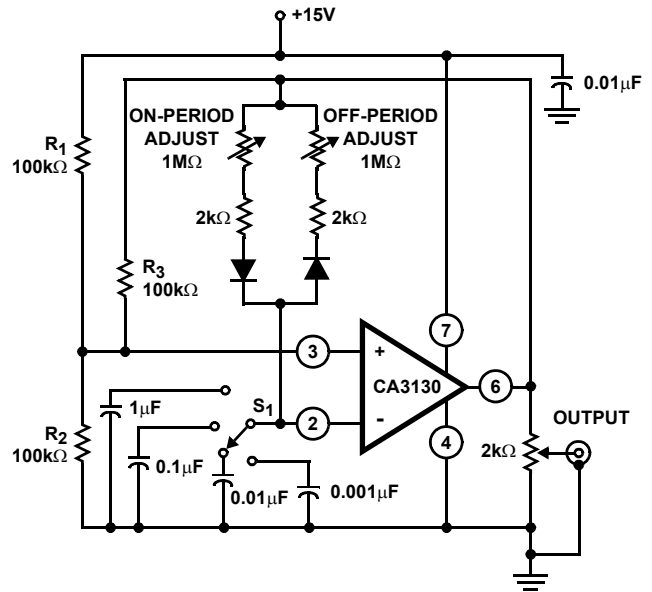 +15V
0.01μF
ON-PERIOD
ADJUST
1MΩ
OFF-PERIOD
ADJUST
1MΩ
R1
100kΩ
2kΩ
2kΩ
R3
100kΩ
7
3
+
CA3130
6
OUTPUT
1μF
S1
2
-
4
R2
100kΩ
0.1μF
0.01μF
0.001μF
2kΩ